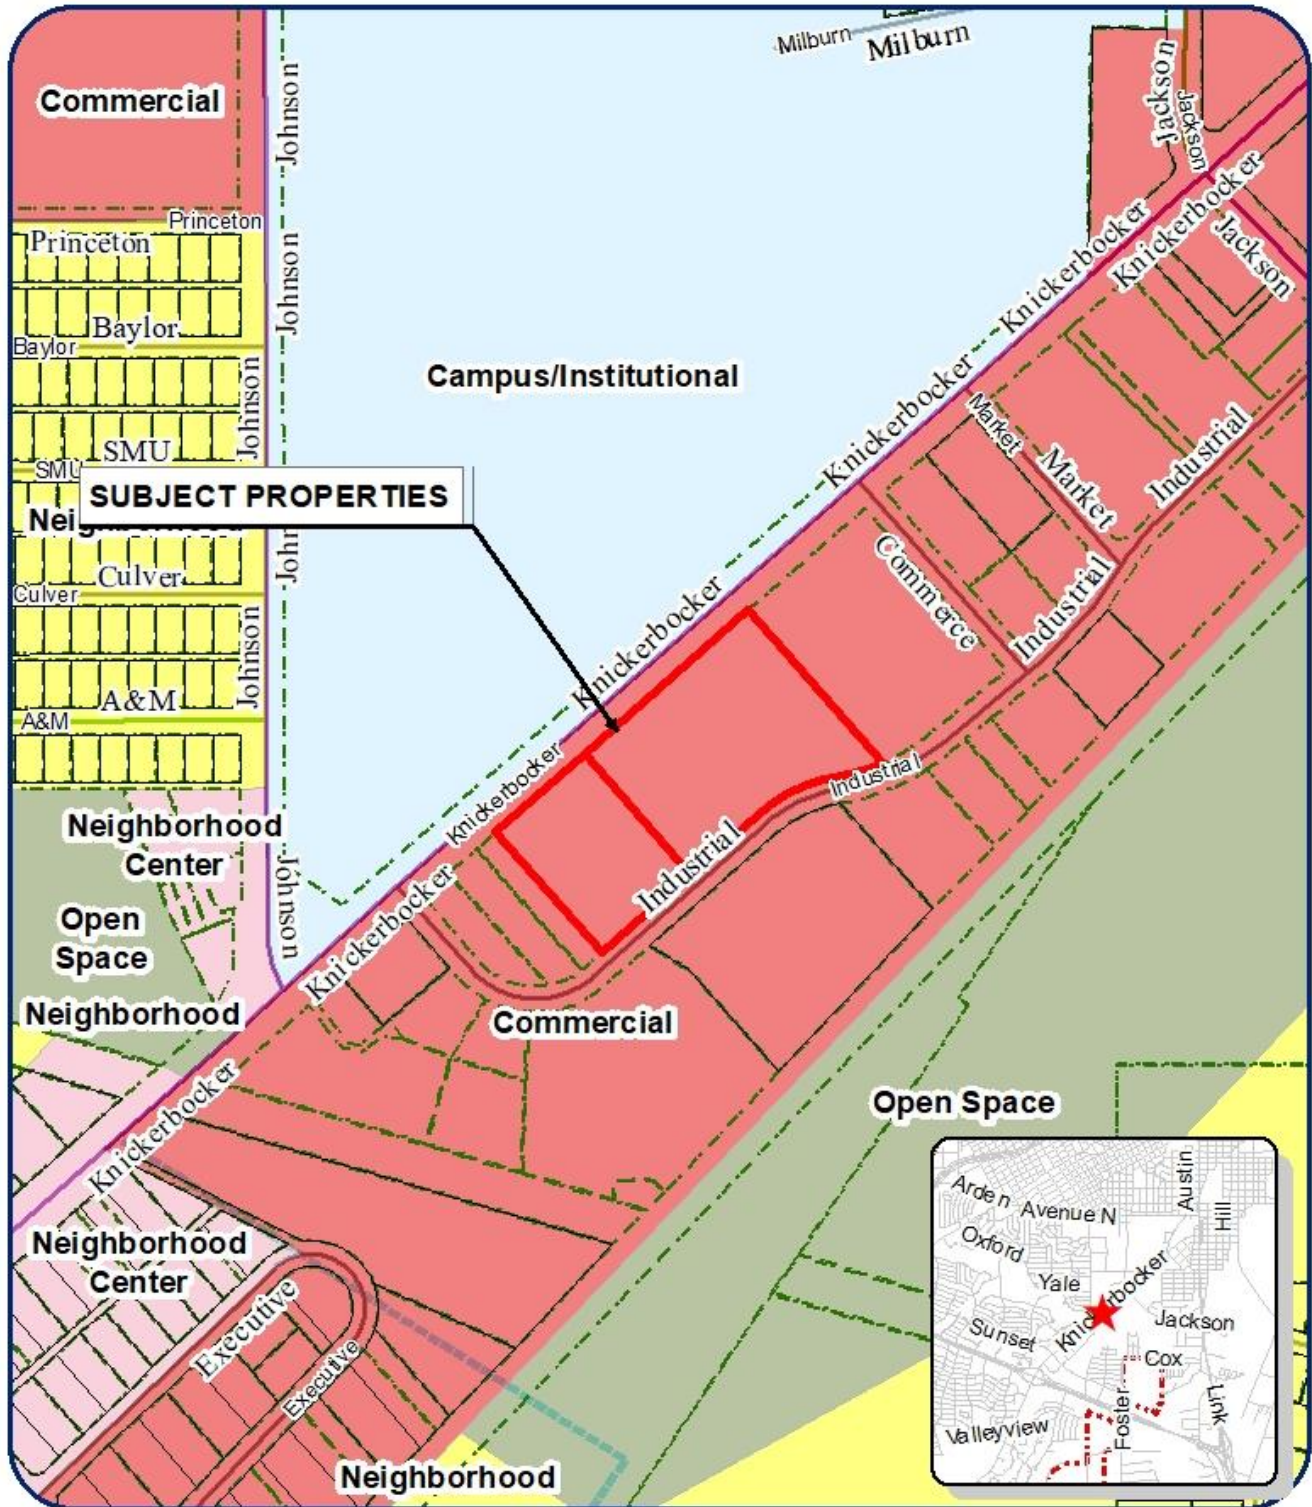 Milburn
Milburn
Commercial
Johnson
Jackson
Jackson
Knickerbocker
Knickerbocker
Princeton
Princeton
Johnson
Jackson
Baylor
Baylor
Campus/Institutional
Johnson
Knickerbocker
Market
Market
Industrial
SMU
SMU
SUBJECT PROPERTIES
Neighborhood
John
Culver
Culver
Commerce
Industrial
Knickerbocker
Johnson
A&M
A&M
Knickerbocker
Industrial
Industrial
Neighborhood
Center
Johnson
Knickerbocker
Open
Space
Neighborhood
Commercial
Knickerbocker
Open Space
Neighborhood
Center
Executive
Executive
Neighborhood
Arden
Avenue N
Austin
Hill
Oxford
Yale
Knickerbocker
Sunset
Jackson
Cox
Foster
Link
Valleyview